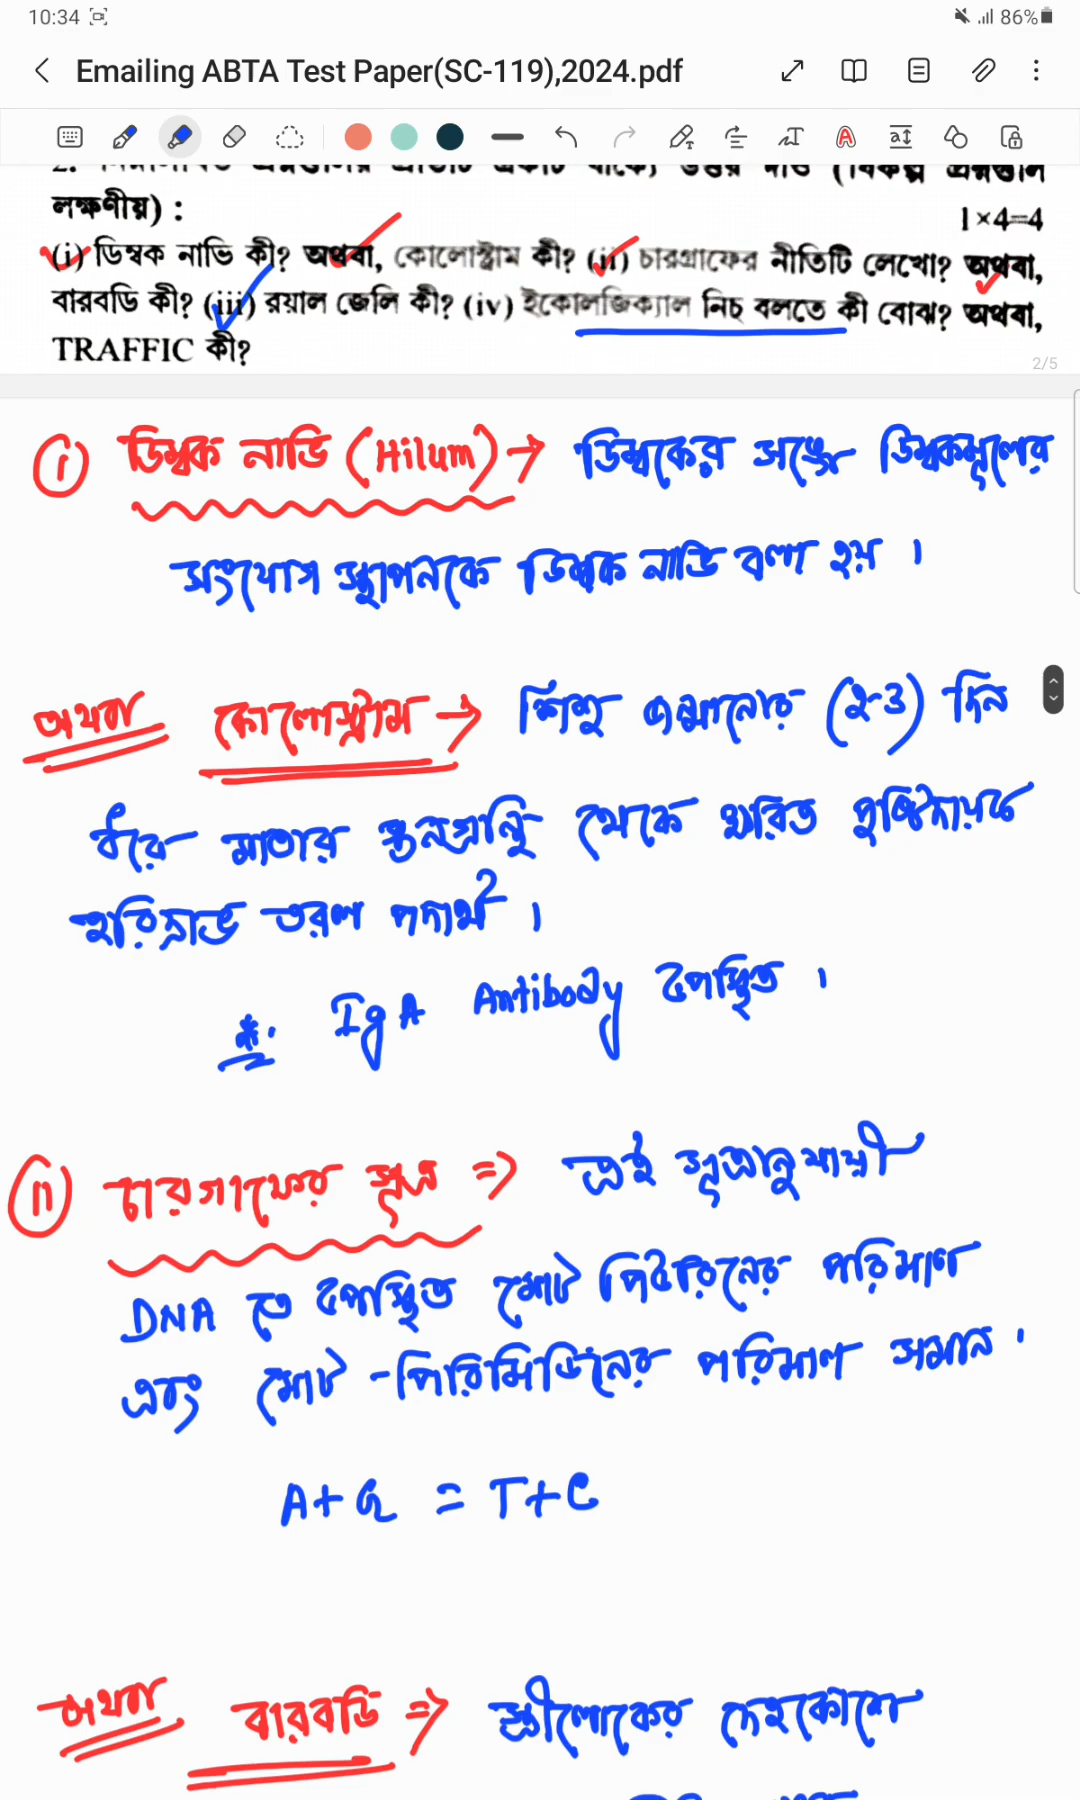 10:34
86%
Emailing ABTA Test Paper(SC-119),2024.pdf
লক্ষণীয়) :
1×4=4
(i) ডিম্বক নাভি কী? অথবা, কোলোস্ট্রাম কী? (ii) চারগ্রাফের নীতিটি লেখো? অথবা,
বারবডি কী? (iii) রয়াল জেলি কী? (iv) ইকোলজিক্যাল নিচ বলতে কী বোঝ? অথবা,
TRAFFIC কী?
2/5
(i) ডিম্বক নাভি (Hilum) → ডিম্বকের সঙ্গে ডিম্বকমূলের
সংযোগ স্থাপনকে ডিম্বক নাভি বলা হয় ।
অথবা কোলোস্ট্রাম → শিশু জন্মানোর (২-3) দিন
ধরে মাতার স্তনগ্রন্থি থেকে ক্ষরিত পুষ্টিদায়ক
হরিদ্রাভ তরল পদার্থ ।
*. IgA Antibody উপস্থিত ।
(ii) চারগাফের সূত্র ⇒ এই সূত্রানুযায়ী
DNA তে উপস্থিত মোট পিউরিনের পরিমাণ
এবং মোট পিরিমিডিনের পরিমাণ সমান ।
A+G = T+C
অথবা বারবডি ⇒ স্ত্রীলোকের দেহকোশে